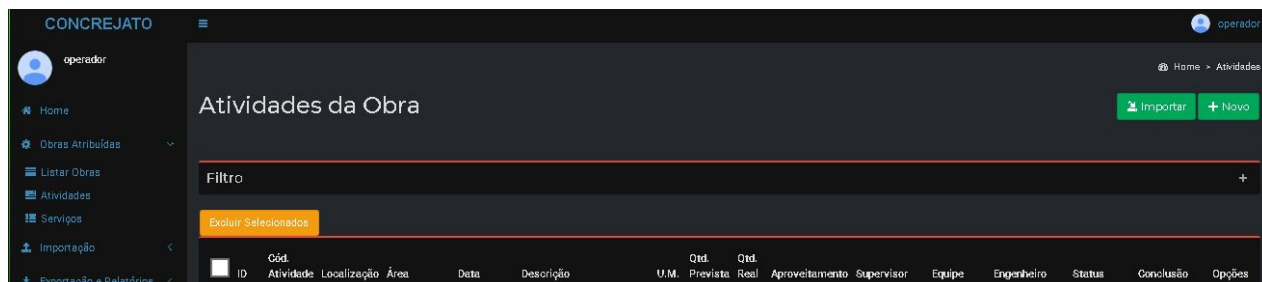 CONCREJATO
operador
operador
Home > Atividades
Home
Atividades da Obra
Importar
+ Novo
Obras Atribuídas
Listar Obras
Filtro
+
Atividades
Serviços
Excluir Selecionados
Importação
ID Cód. Atividade Localização Área Data Descrição U.M. Qtd. Prevista Qtd. Real Aproveitamento Supervisor Equipe Engenheiro Status Conclusão Opções
Exportação e Relatórios